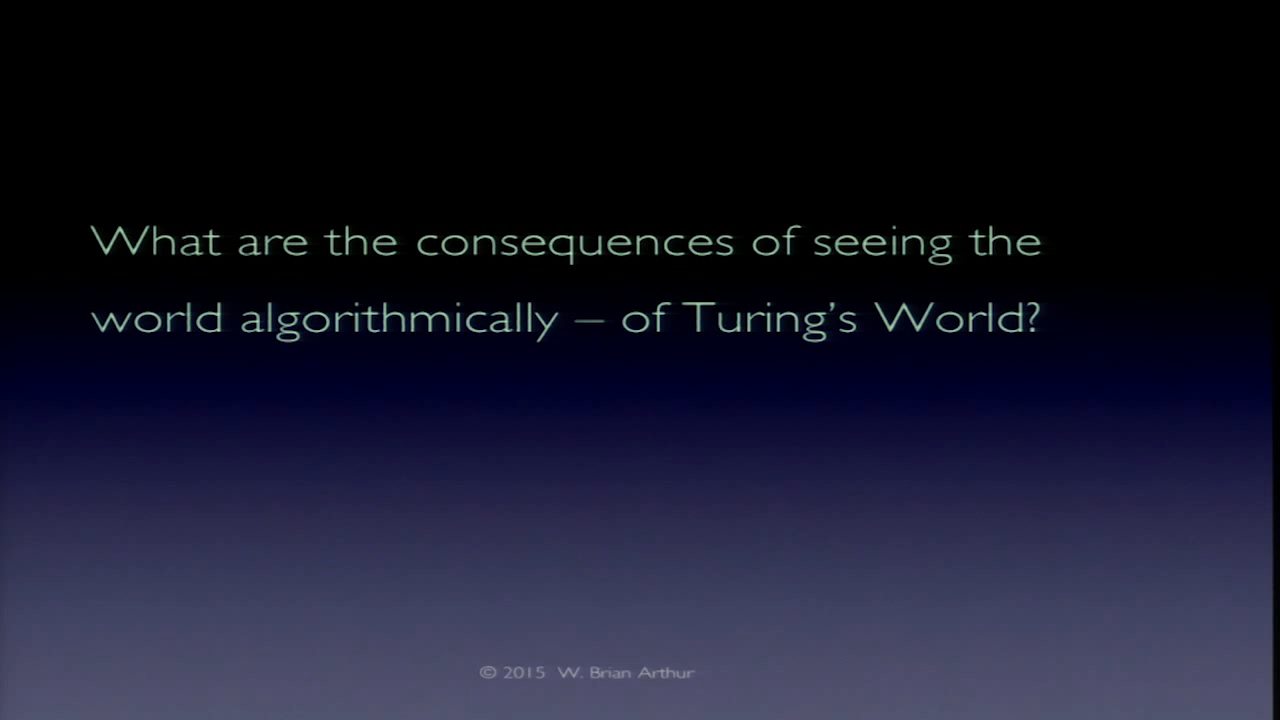 What are the consequences of seeing the
world algorithmically – of Turing's World?
© 2015 W. Brian Arthur